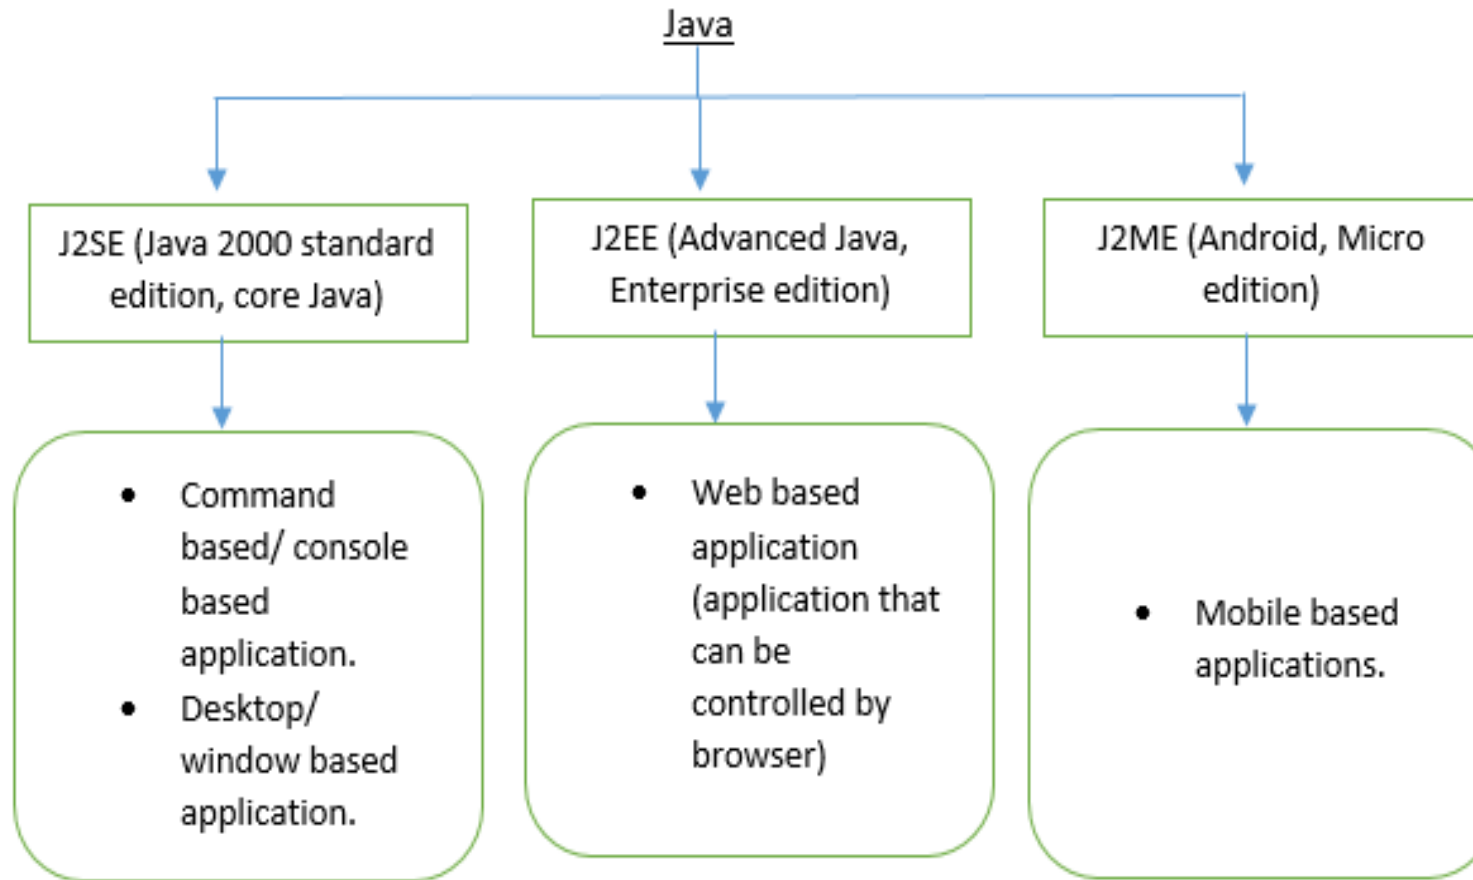 Java
J2SE (Java 2000 standard
edition, core Java)
J2EE (Advanced Java,
Enterprise edition)
J2ME (Android, Micro
edition)
• Command
based/ console
based
application.
• Desktop/
window based
application.
• Web based
application
(application that
can be
controlled by
browser)
• Mobile based
applications.